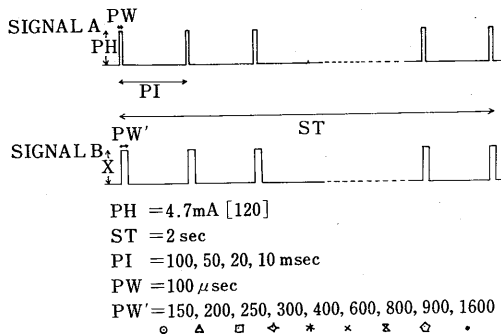 PW
SIGNAL A
PH
PI
ST
PW'
SIGNAL B
X
PH = 4.7mA [120]
ST = 2 sec
PI = 100, 50, 20, 10 msec
PW = 100 μsec
PW' = 150, 200, 250, 300, 400, 600, 800, 900, 1600